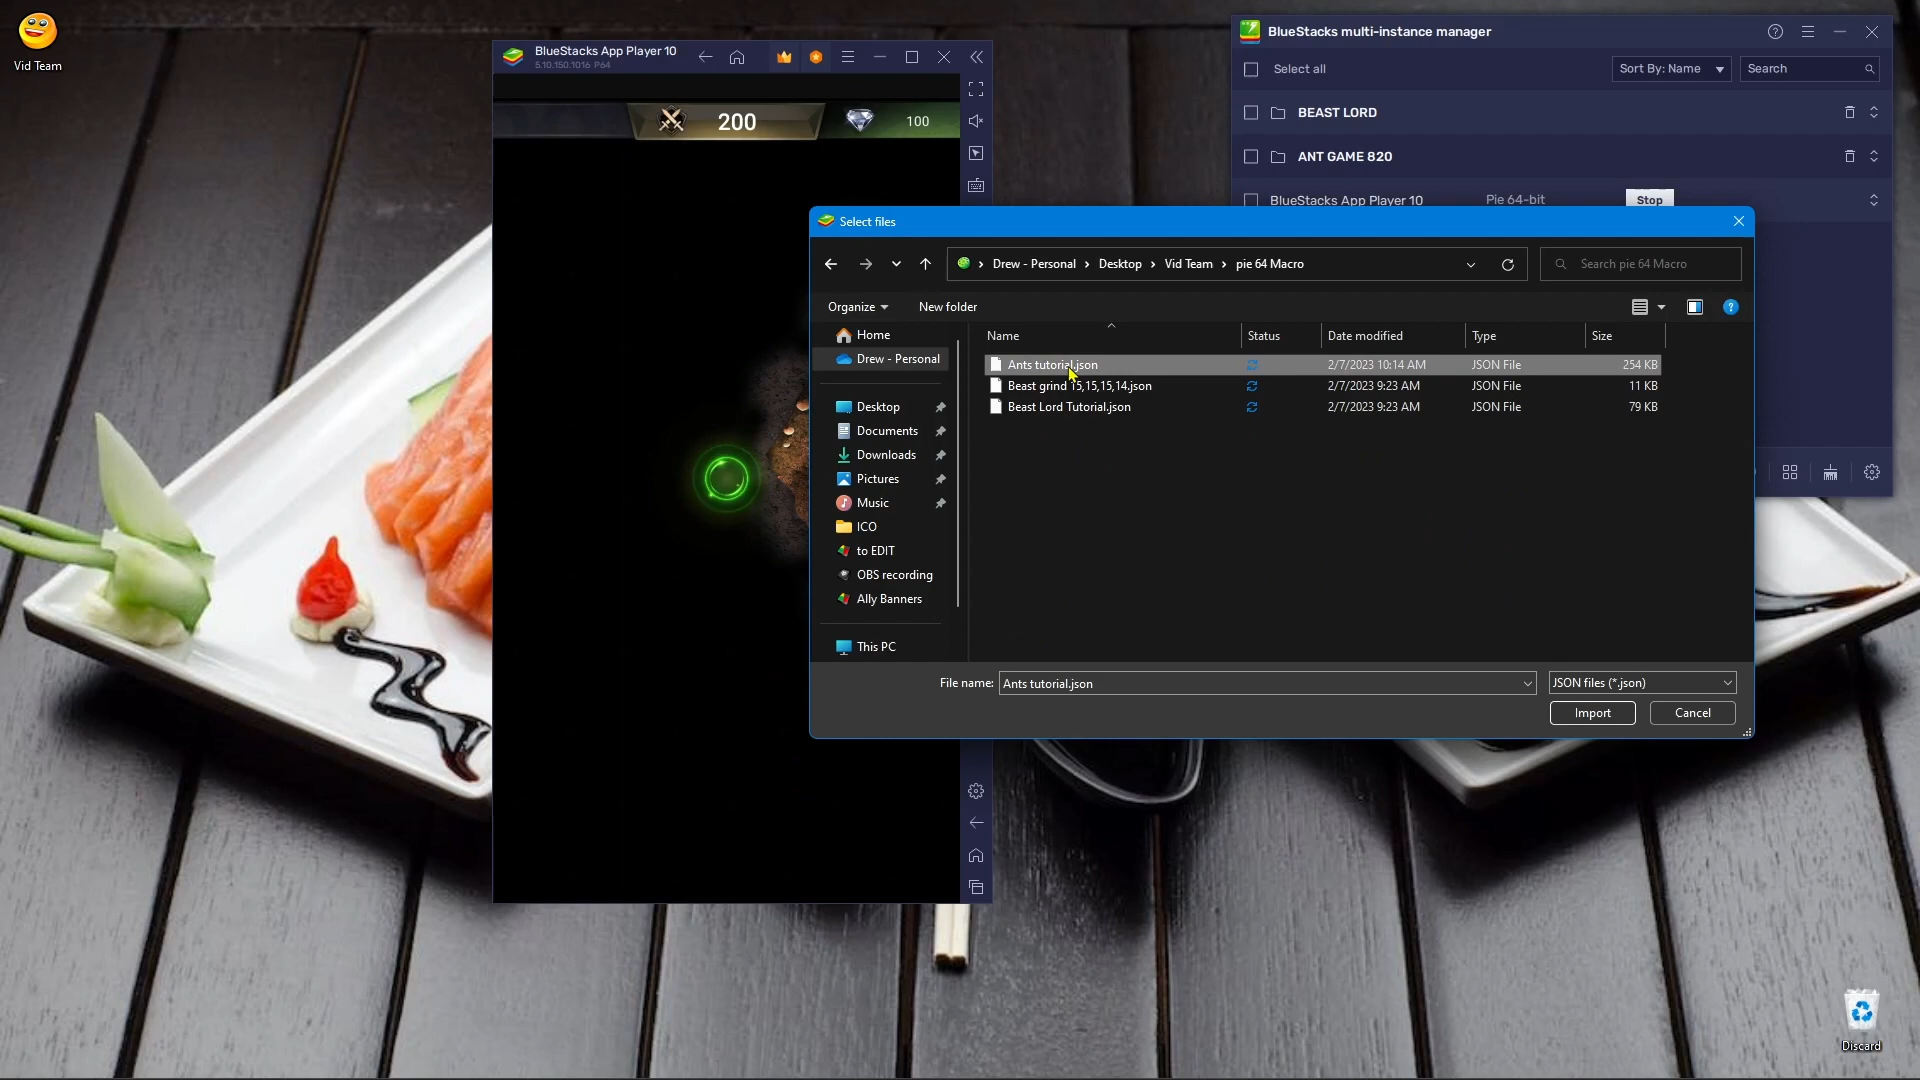 Vid Team
BlueStacks App Player 10
5.10.150.1016 P64
200
100
BlueStacks multi-instance manager
Select all
Sort By: Name
Search
BEAST LORD
ANT GAME 820
BlueStacks App Player 10 Pie 64-bit Stop
Select files
Drew - Personal › Desktop › Vid Team › pie 64 Macro
Search pie 64 Macro
Organize New folder
Home
Drew - Personal
Desktop
Documents
Downloads
Pictures
Music
ICO
to EDIT
OBS recording
Ally Banners
This PC
Name Status Date modified Type Size
Ants tutorial.json 2/7/2023 10:14 AM JSON File 254 KB
Beast grind 15,15,15,14.json 2/7/2023 9:23 AM JSON File 11 KB
Beast Lord Tutorial.json 2/7/2023 9:23 AM JSON File 79 KB
File name: Ants tutorial.json JSON files (*.json)
Import Cancel
Discard